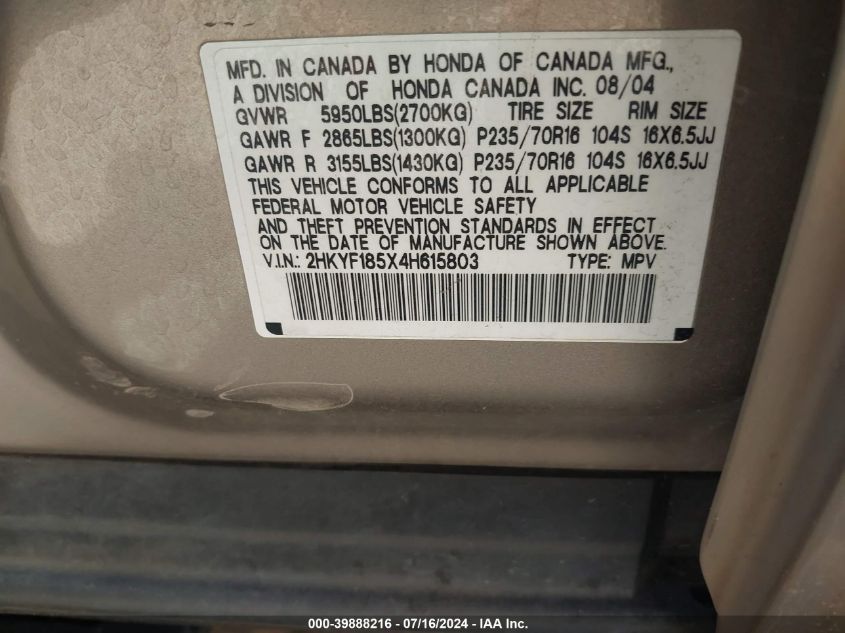 MFD. IN CANADA BY HONDA OF CANADA MFG.,
A DIVISION OF HONDA CANADA INC. 08/04
GVWR 5950LBS(2700KG) TIRE SIZE RIM SIZE
GAWR F 2865LBS(1300KG) P235/70R16 104S 16X6.5JJ
GAWR R 3155LBS(1430KG) P235/70R16 104S 16X6.5JJ
THIS VEHICLE CONFORMS TO ALL APPLICABLE
FEDERAL MOTOR VEHICLE SAFETY
AND THEFT PREVENTION STANDARDS IN EFFECT
ON THE DATE OF MANUFACTURE SHOWN ABOVE.
V.I.N.: 2HKYF185X4H615803 TYPE: MPV
000-39888216 - 07/16/2024 - IAA Inc.